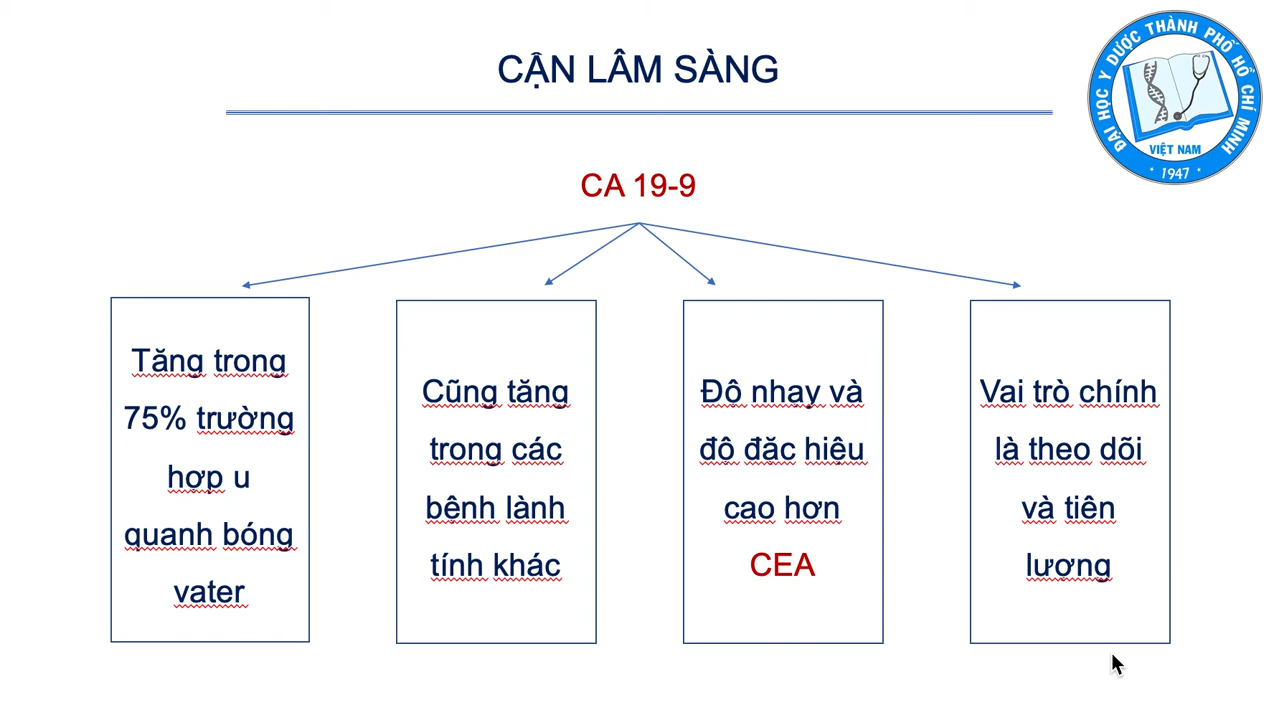 CẬN LÂM SÀNG
ĐẠI HỌC Y DƯỢC THÀNH PHỐ HỒ CHÍ MINH
VIỆT NAM
1947
CA 19-9
Tăng trong
75% trường
hợp u
quanh bóng
vater
Cũng tăng
trong các
bệnh lành
tính khác
Độ nhạy và
độ đặc hiệu
cao hơn
CEA
Vai trò chính
là theo dõi
và tiên
lượng